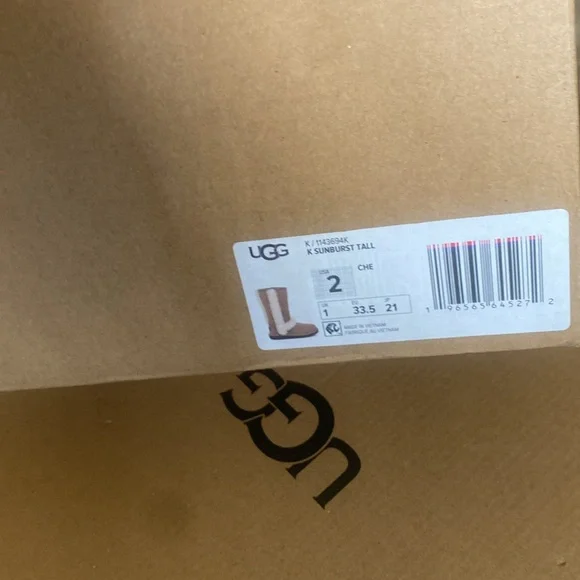 UGG
K / 1143694K
K SUNBURST TALL
USA
2
CHE
UK EU JP
1 33.5 21
MADE IN VIETNAM
FABRIQUÉ AU VIETNAM
1 96565 64527 2
UGG